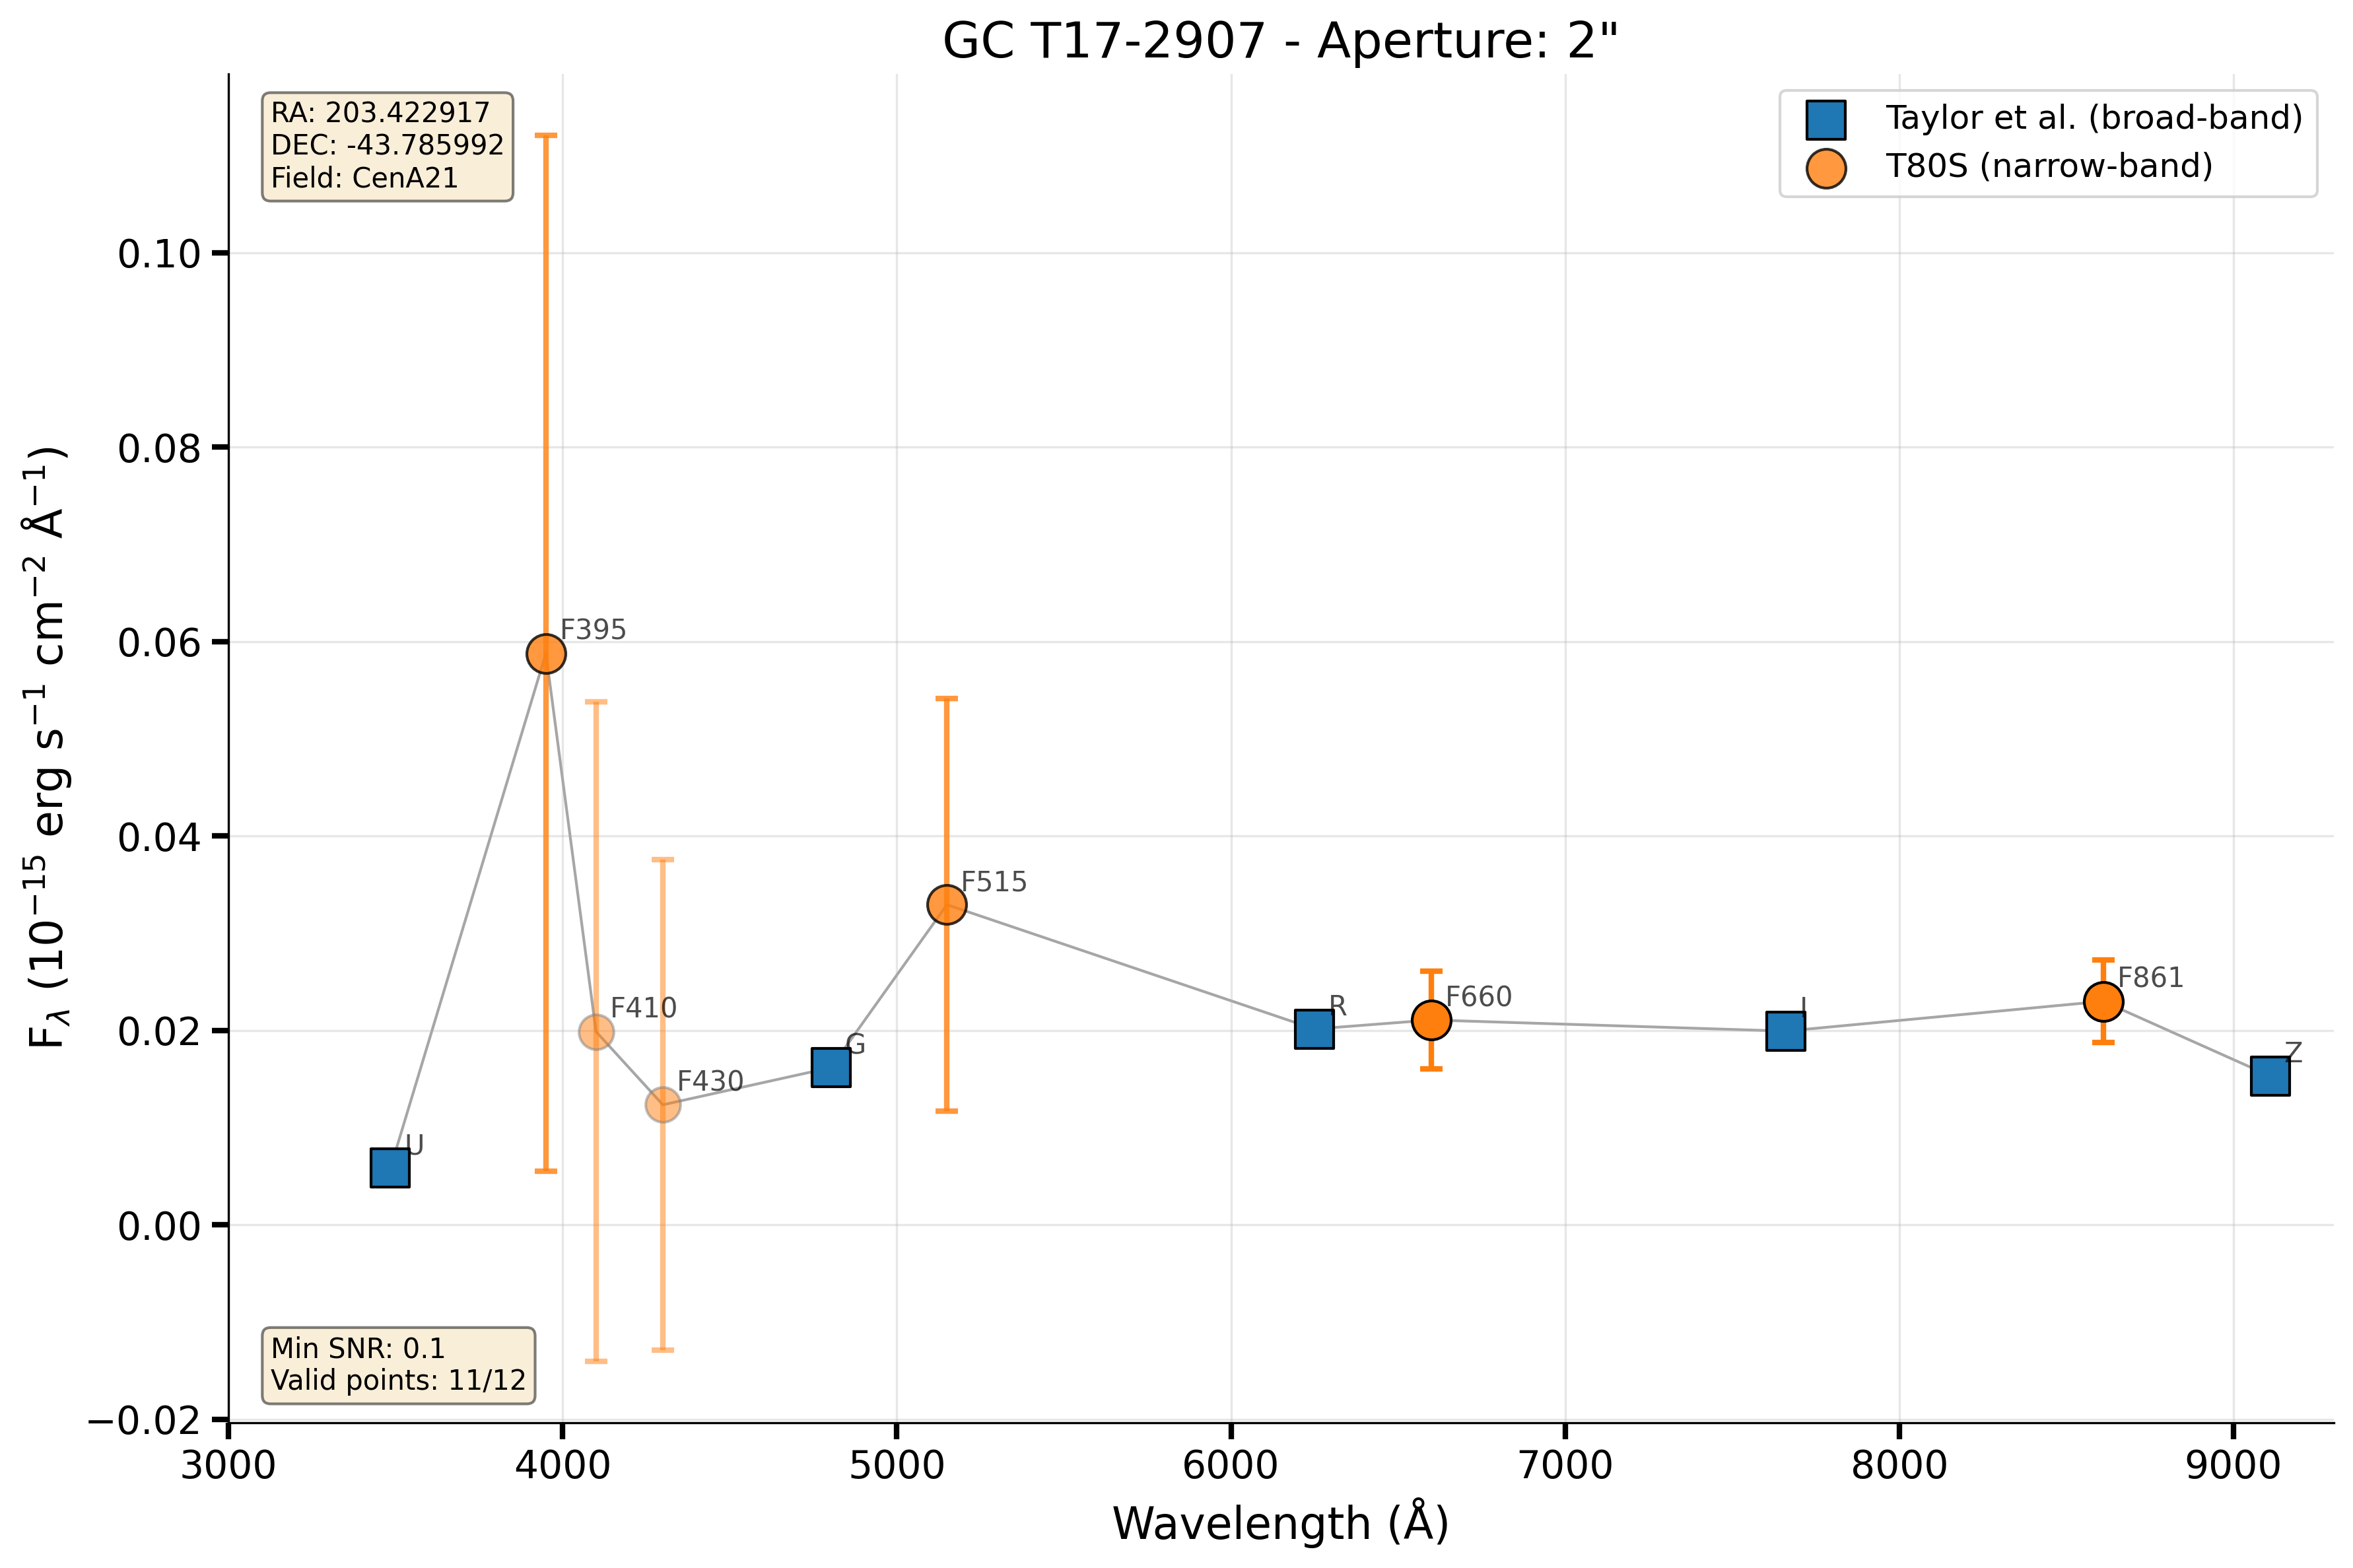 GC T17-2907 - Aperture: 2"
RA: 203.422917
DEC: -43.785992
Field: CenA21
Taylor et al. (broad-band)
T80S (narrow-band)
F_λ (10⁻¹⁵ erg s⁻¹ cm⁻² Å⁻¹)
0.10
0.08
0.06
0.04
0.02
0.00
−0.02
F395
F515
F410
F430
G
U
R
F660
I
F861
Z
Min SNR: 0.1
Valid points: 11/12
3000 4000 5000 6000 7000 8000 9000
Wavelength (Å)